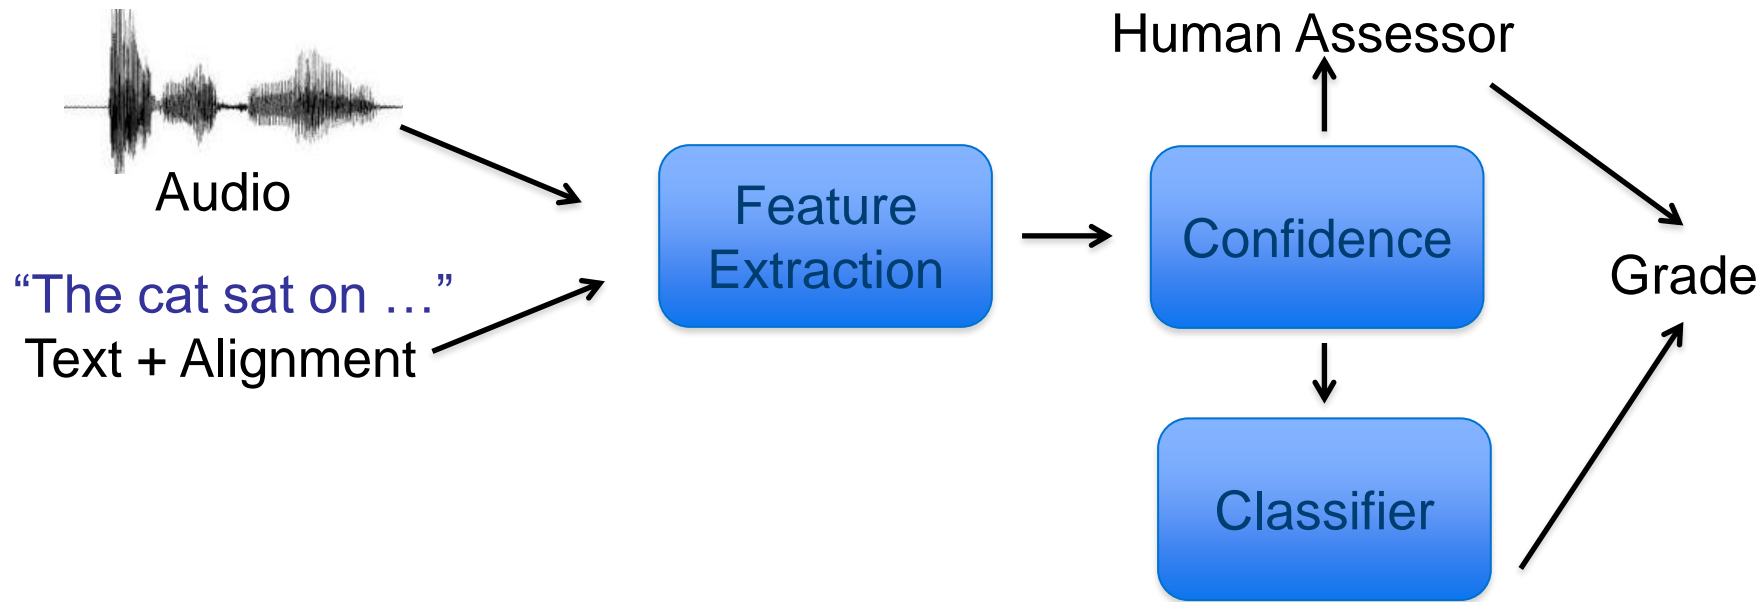 Audio
“The cat sat on …”
Text + Alignment
Feature
Extraction
Human Assessor
Confidence
Classifier
Grade